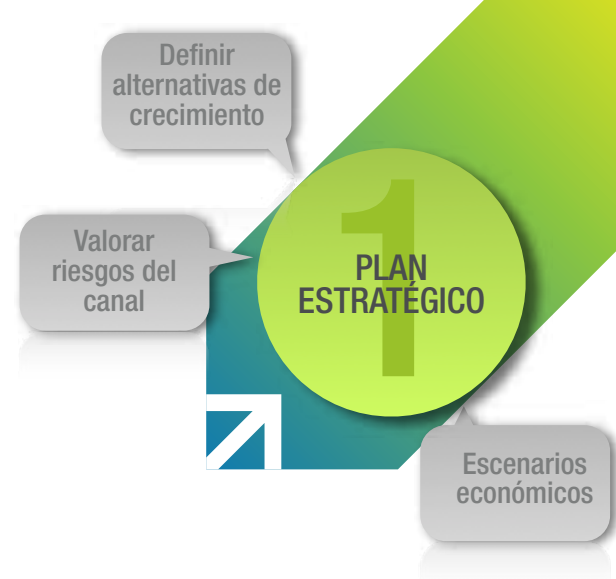 Definir
alternativas de
crecimiento
Valorar
riesgos del
canal
1
PLAN
ESTRATÉGICO
Escenarios
económicos